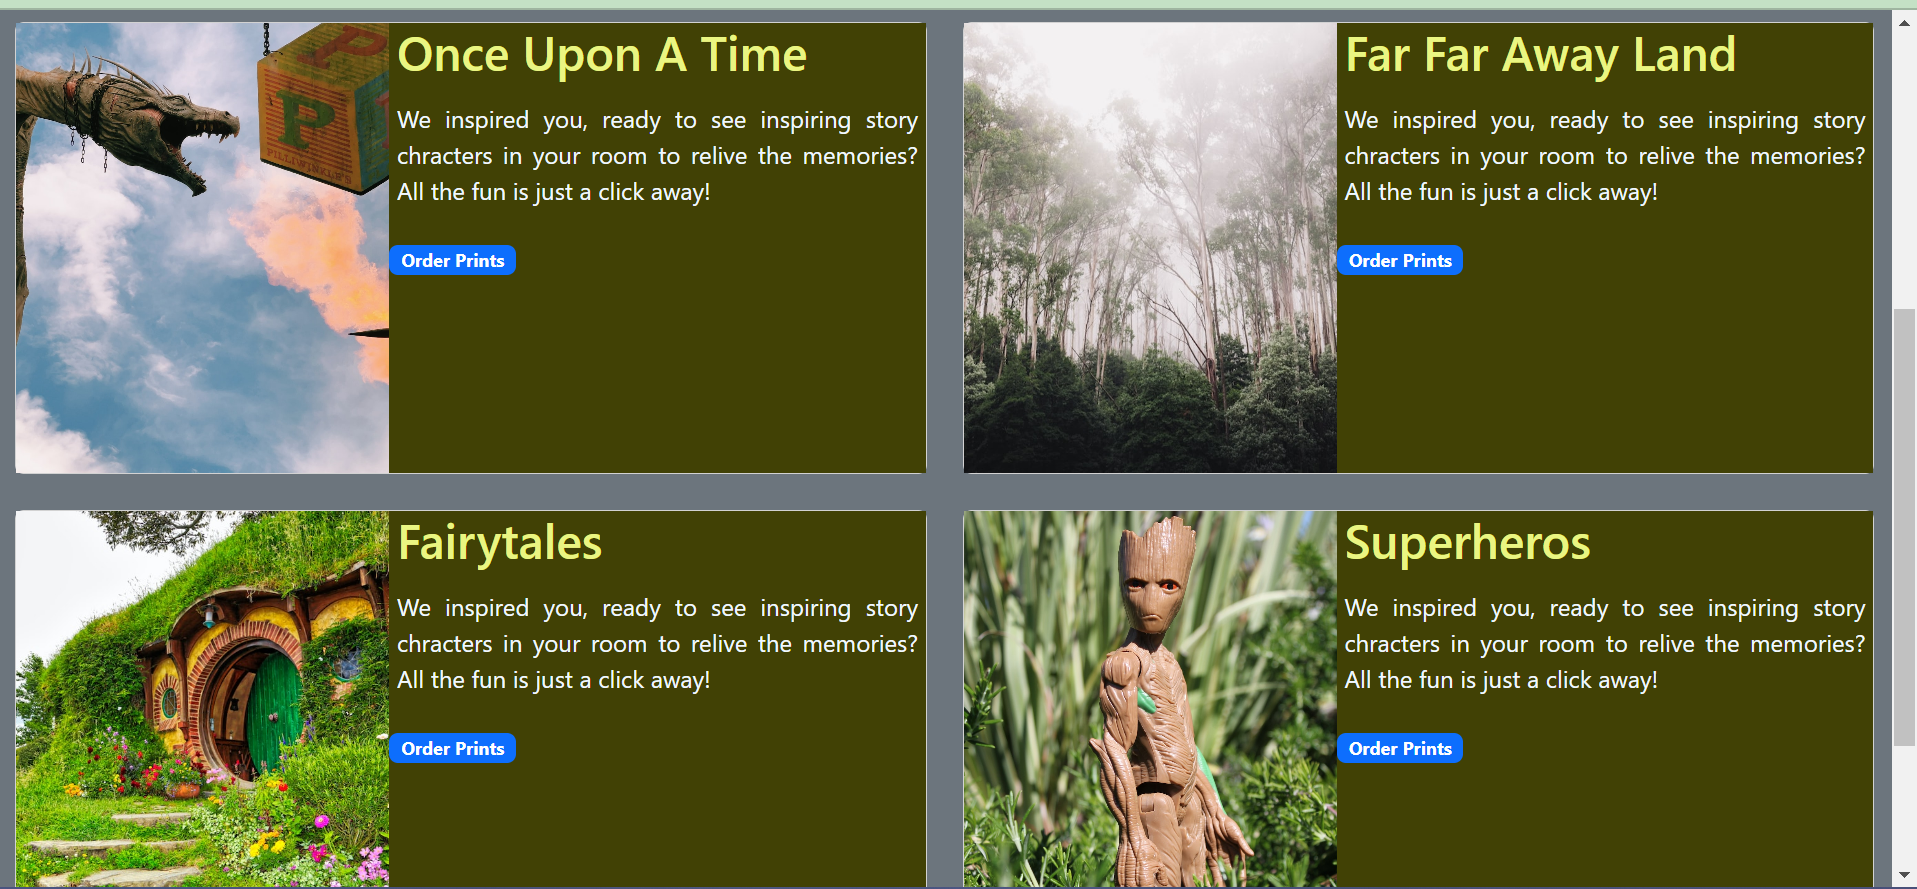 Once Upon A Time
We inspired you, ready to see inspiring story
chracters in your room to relive the memories?
All the fun is just a click away!
Order Prints
P
P
FILLIWINKLE'S
Far Far Away Land
We inspired you, ready to see inspiring story
chracters in your room to relive the memories?
All the fun is just a click away!
Order Prints
Fairytales
We inspired you, ready to see inspiring story
chracters in your room to relive the memories?
All the fun is just a click away!
Order Prints
Superheros
We inspired you, ready to see inspiring story
chracters in your room to relive the memories?
All the fun is just a click away!
Order Prints